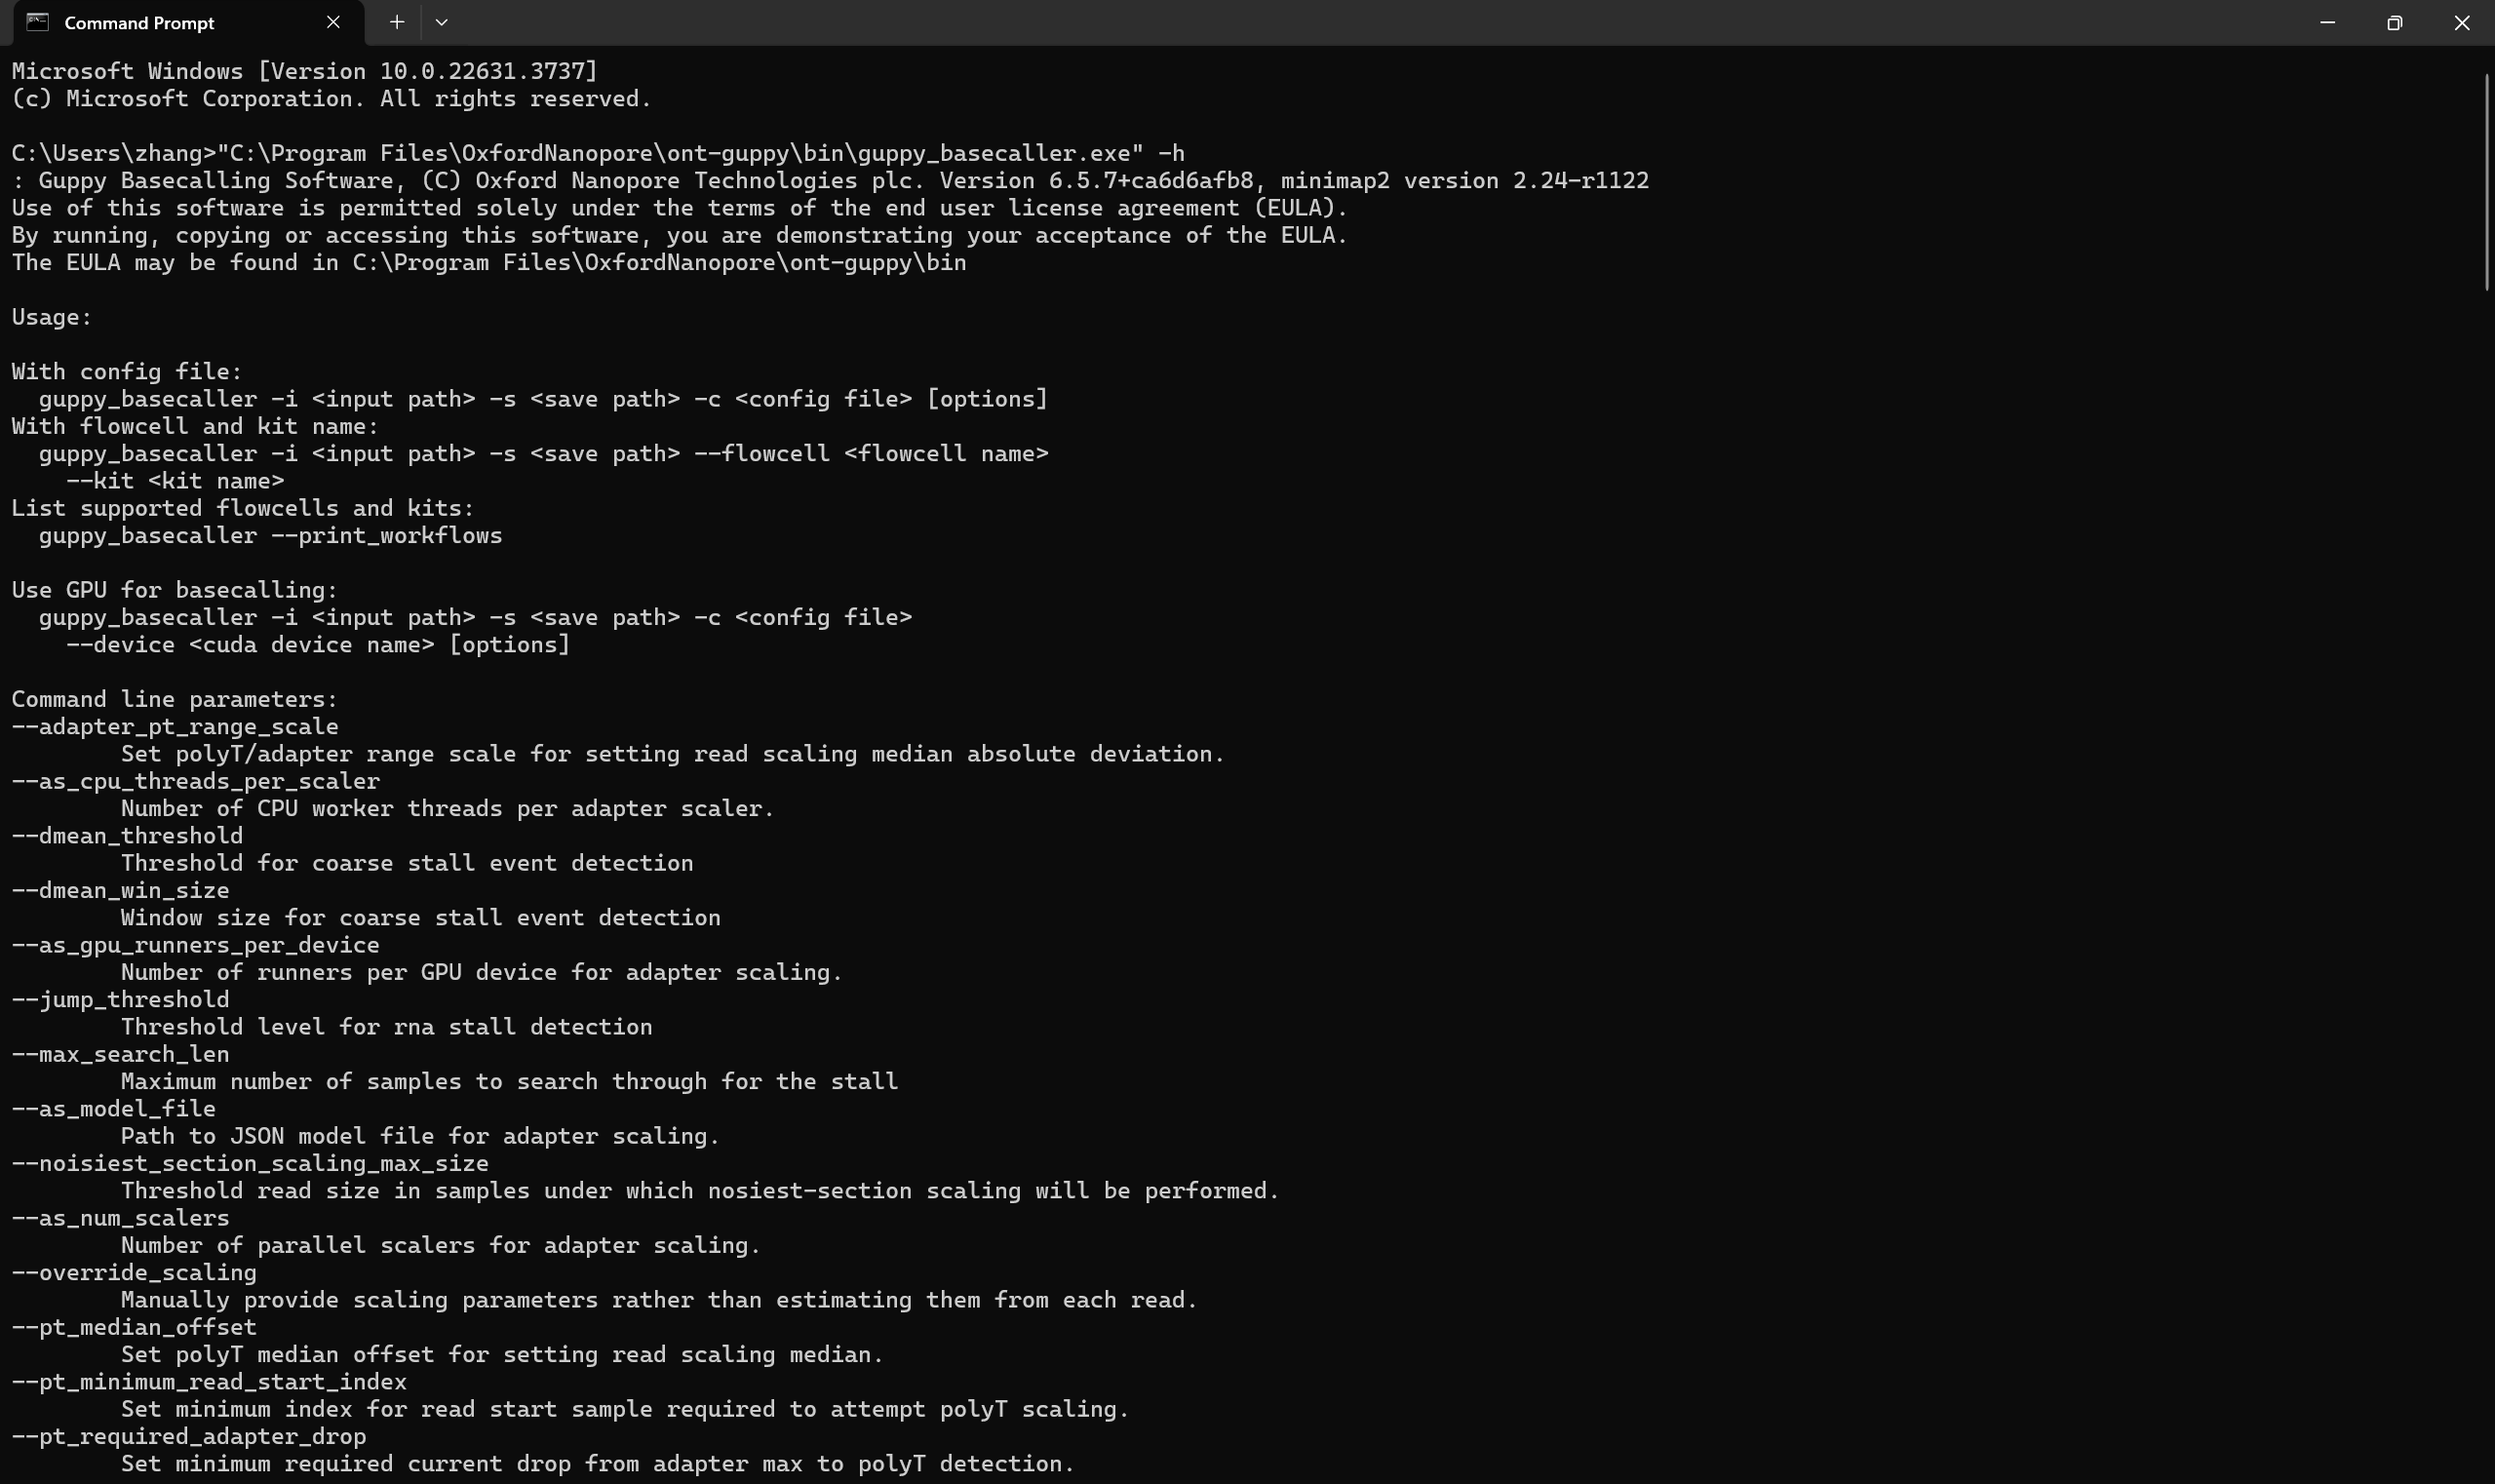 Command Prompt
Microsoft Windows [Version 10.0.22631.3737]
(c) Microsoft Corporation. All rights reserved.
C:\Users\zhang>"C:\Program Files\OxfordNanopore\ont-guppy\bin\guppy_basecaller.exe" -h
: Guppy Basecalling Software, (C) Oxford Nanopore Technologies plc. Version 6.5.7+ca6d6afb8, minimap2 version 2.24-r1122
Use of this software is permitted solely under the terms of the end user license agreement (EULA).
By running, copying or accessing this software, you are demonstrating your acceptance of the EULA.
The EULA may be found in C:\Program Files\OxfordNanopore\ont-guppy\bin
Usage:
With config file:
  guppy_basecaller -i <input path> -s <save path> -c <config file> [options]
With flowcell and kit name:
  guppy_basecaller -i <input path> -s <save path> --flowcell <flowcell name>
    --kit <kit name>
List supported flowcells and kits:
  guppy_basecaller --print_workflows
Use GPU for basecalling:
  guppy_basecaller -i <input path> -s <save path> -c <config file>
    --device <cuda device name> [options]
Command line parameters:
--adapter_pt_range_scale
        Set polyT/adapter range scale for setting read scaling median absolute deviation.
--as_cpu_threads_per_scaler
        Number of CPU worker threads per adapter scaler.
--dmean_threshold
        Threshold for coarse stall event detection
--dmean_win_size
        Window size for coarse stall event detection
--as_gpu_runners_per_device
        Number of runners per GPU device for adapter scaling.
--jump_threshold
        Threshold level for rna stall detection
--max_search_len
        Maximum number of samples to search through for the stall
--as_model_file
        Path to JSON model file for adapter scaling.
--noisiest_section_scaling_max_size
        Threshold read size in samples under which nosiest-section scaling will be performed.
--as_num_scalers
        Number of parallel scalers for adapter scaling.
--override_scaling
        Manually provide scaling parameters rather than estimating them from each read.
--pt_median_offset
        Set polyT median offset for setting read scaling median.
--pt_minimum_read_start_index
        Set minimum index for read start sample required to attempt polyT scaling.
--pt_required_adapter_drop
        Set minimum required current drop from adapter max to polyT detection.